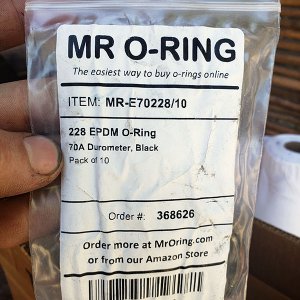 MR O-RING
The easiest way to buy o-rings online
ITEM: MR-E70228/10
228 EPDM O-Ring
70A Durometer, Black
Pack of 10
Order #: 368626
Order more at MrOring.com
or from our Amazon Store